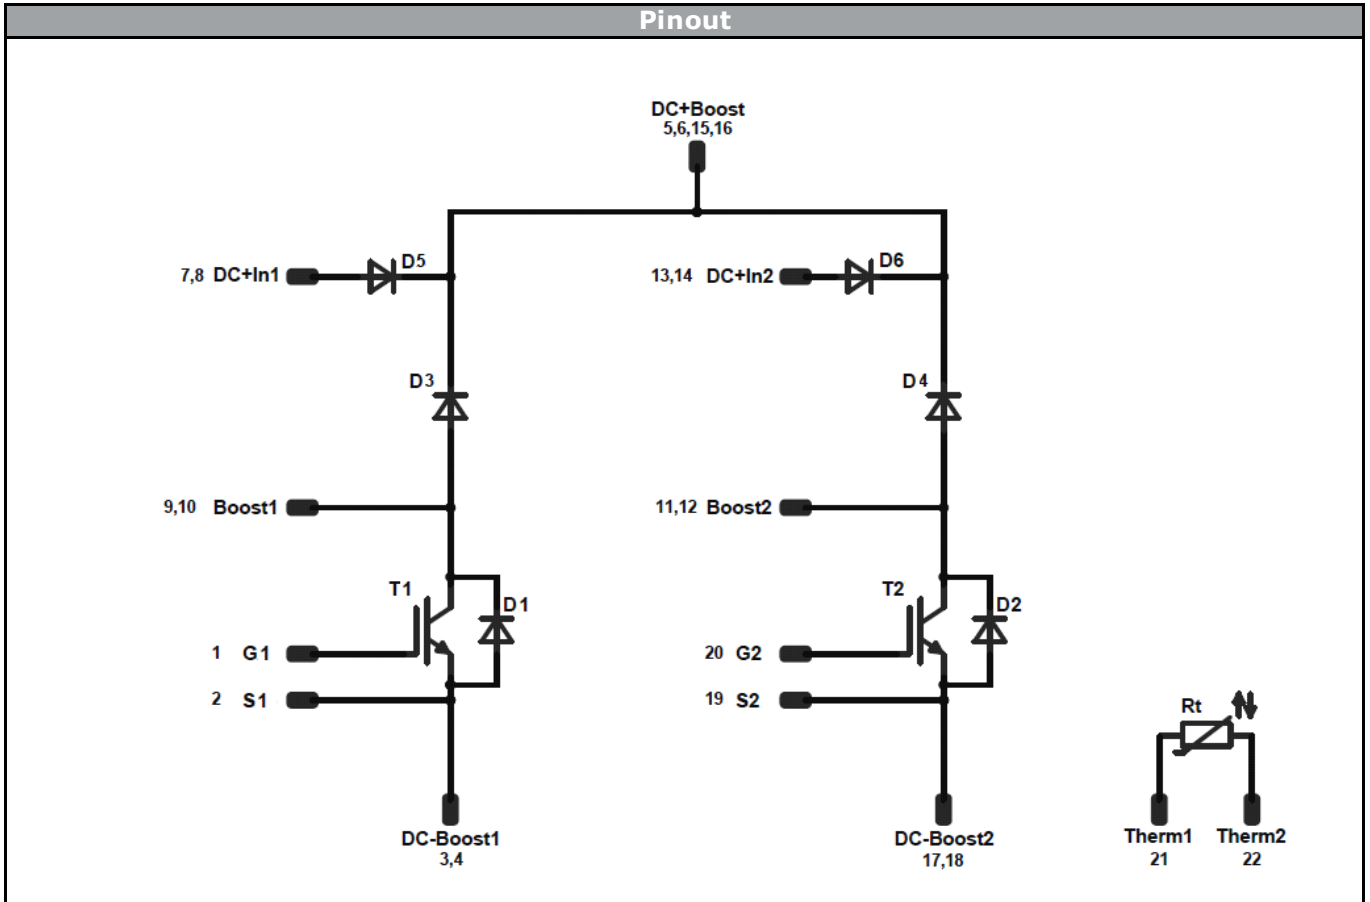 Pinout
DC+Boost
5,6,15,16
7,8 DC+In1
D5
13,14 DC+In2
D6
D3
D4
9,10 Boost1
11,12 Boost2
T1
D1
T2
D2
1 G1
20 G2
2 S1
19 S2
Rt
DC-Boost1
3,4
DC-Boost2
17,18
Therm1
21
Therm2
22